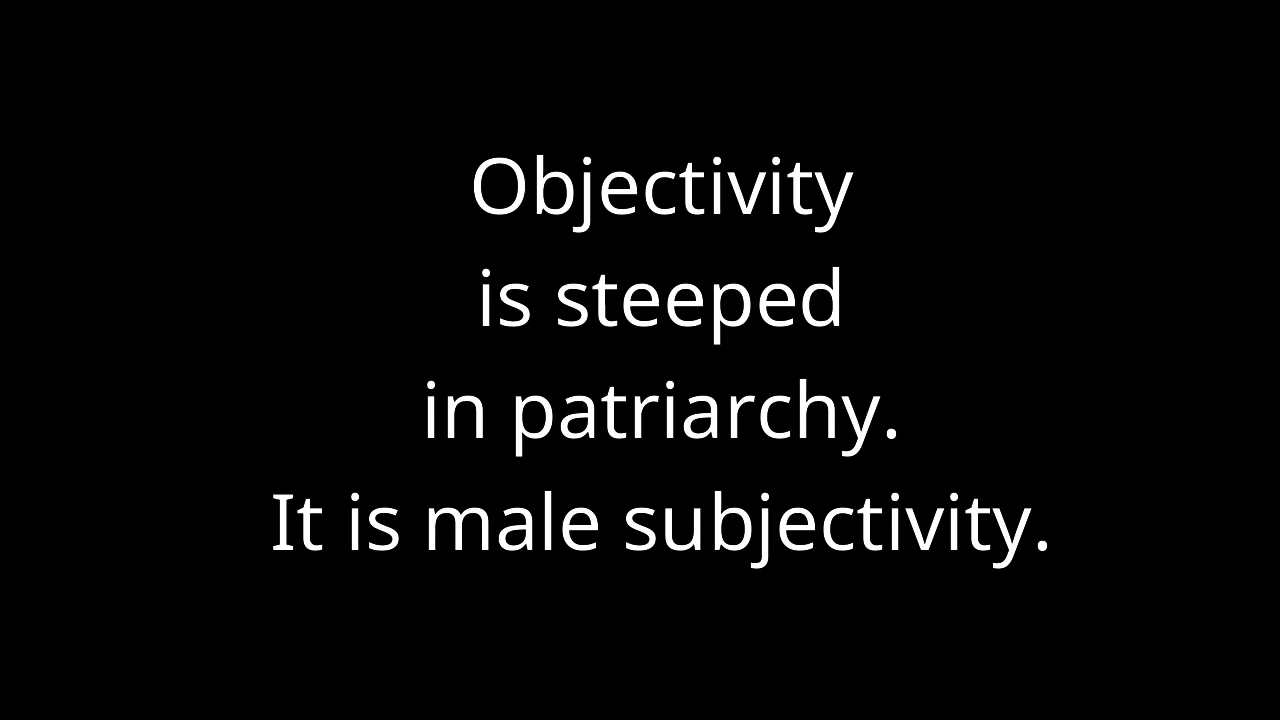 Objectivity
is steeped
in patriarchy.
It is male subjectivity.